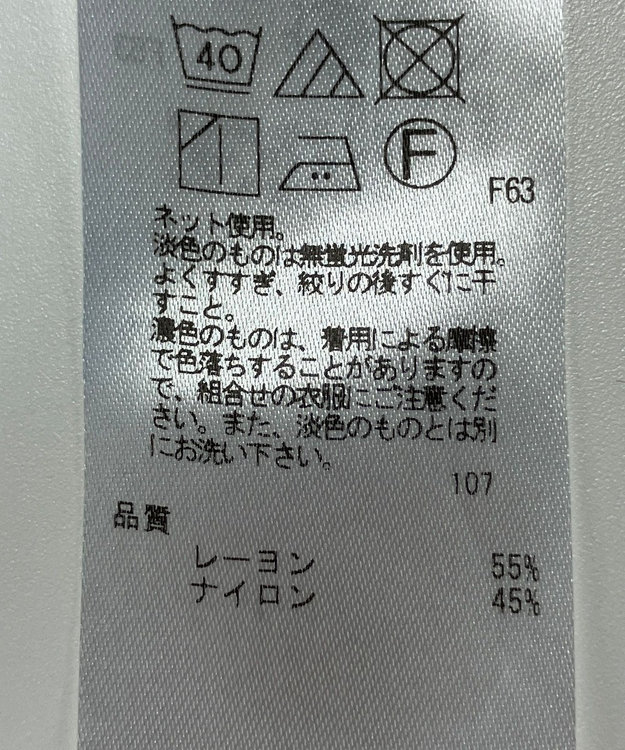 40
F
F63
ネット使用。
淡色のものは無蛍光洗剤を使用。
よくすすぎ、絞りの後すぐに干
すこと。
濃色のものは、着用による摩擦
で色落ちすることがありますの
で、組合せの衣服にご注意くだ
さい。また、淡色のものとは別
にお洗い下さい。
107
品質
レーヨン 55%
ナイロン 45%